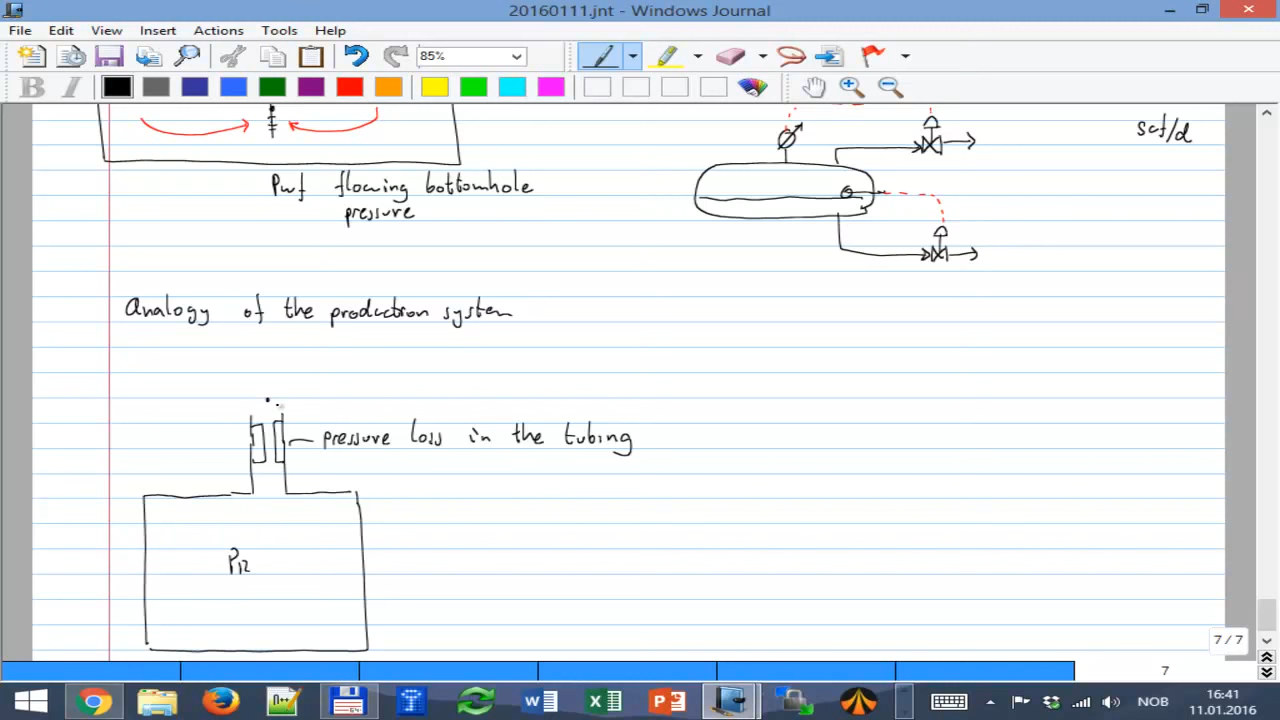 20160111.jnt - Windows Journal
File Edit View Insert Actions Tools Help
85%
B I
scf/d
Pwf flowing bottomhole
pressure
Analogy of the production system
pressure loss in the tubing
PR
7 / 7
7
NOB
16:41
11.01.2016